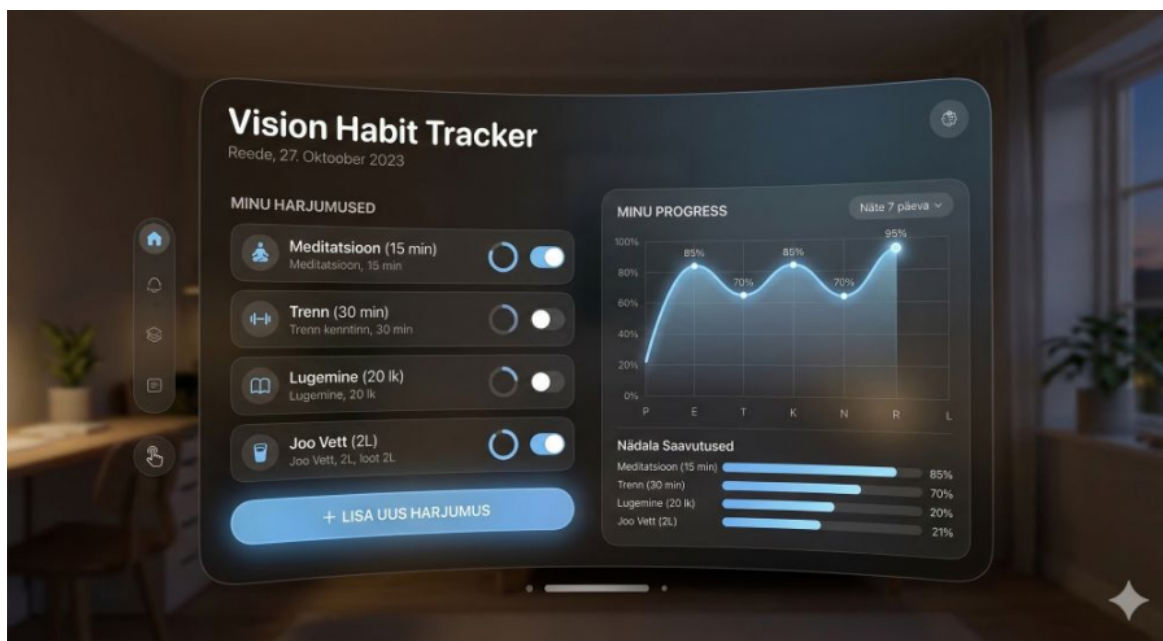 Vision Habit Tracker
Reede, 27. Oktoober 2023
MINU HARJUMUSED
Meditatsioon (15 min)
Meditatsioon, 15 min
Trenn (30 min)
Trenn kenntinn, 30 min
Lugemine (20 lk)
Lugemine, 20 lk
Joo Vett (2L)
Joo Vett, 2L, loot 2L
+ LISA UUS HARJUMUS
MINU PROGRESS
Näte 7 päeva
100%
80%
60%
40%
20%
0%
85%
70%
85%
70%
95%
P E T K N R L
Nädala Saavutused
Meditatsioon (15 min) 85%
Trenn (30 min) 70%
Lugemine (20 lk) 20%
Joo Vett (2L) 21%